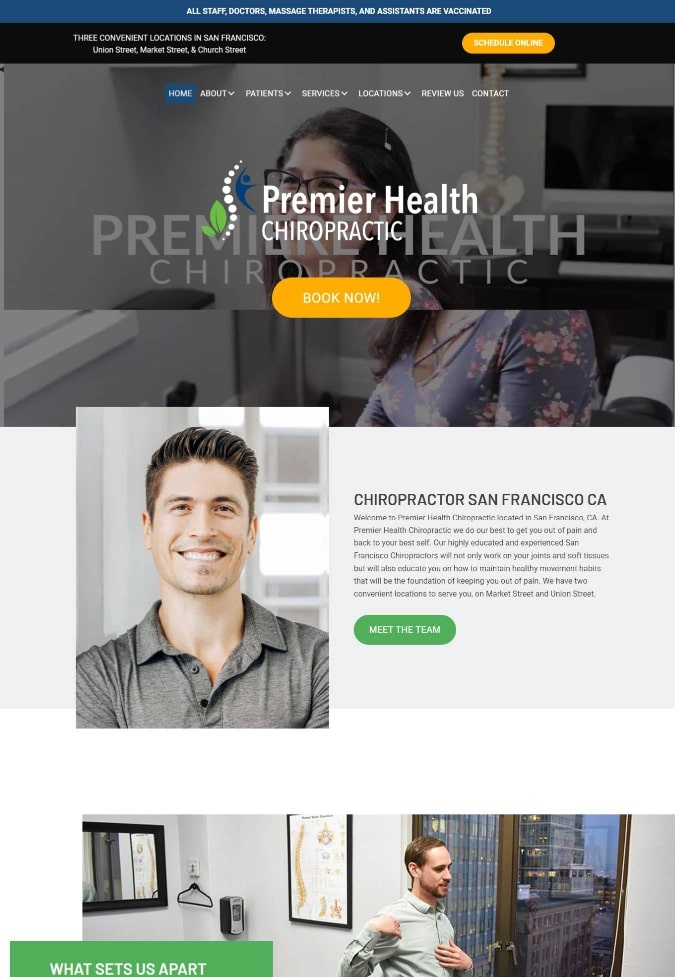 ALL STAFF, DOCTORS, MASSAGE THERAPISTS, AND ASSISTANTS ARE VACCINATED
THREE CONVENIENT LOCATIONS IN SAN FRANCISCO:
Union Street, Market Street, & Church Street
SCHEDULE ONLINE
HOME ABOUT PATIENTS SERVICES LOCATIONS REVIEW US CONTACT
Premier Health
CHIROPRACTIC
PREMIERE HEALTH
CHIROPRACTIC
BOOK NOW!
CHIROPRACTOR SAN FRANCISCO CA
Welcome to Premier Health Chiropractic located in San Francisco, CA. At
Premier Health Chiropractic we do our best to get you out of pain and
back to your best self. Our highly educated and experienced San
Francisco Chiropractors will not only work on your joints and soft tissues
but will also educate you on how to maintain healthy movement habits
that will be the foundation of keeping you out of pain. We have two
convenient locations to serve you, on Market Street and Union Street.
MEET THE TEAM
WHAT SETS US APART